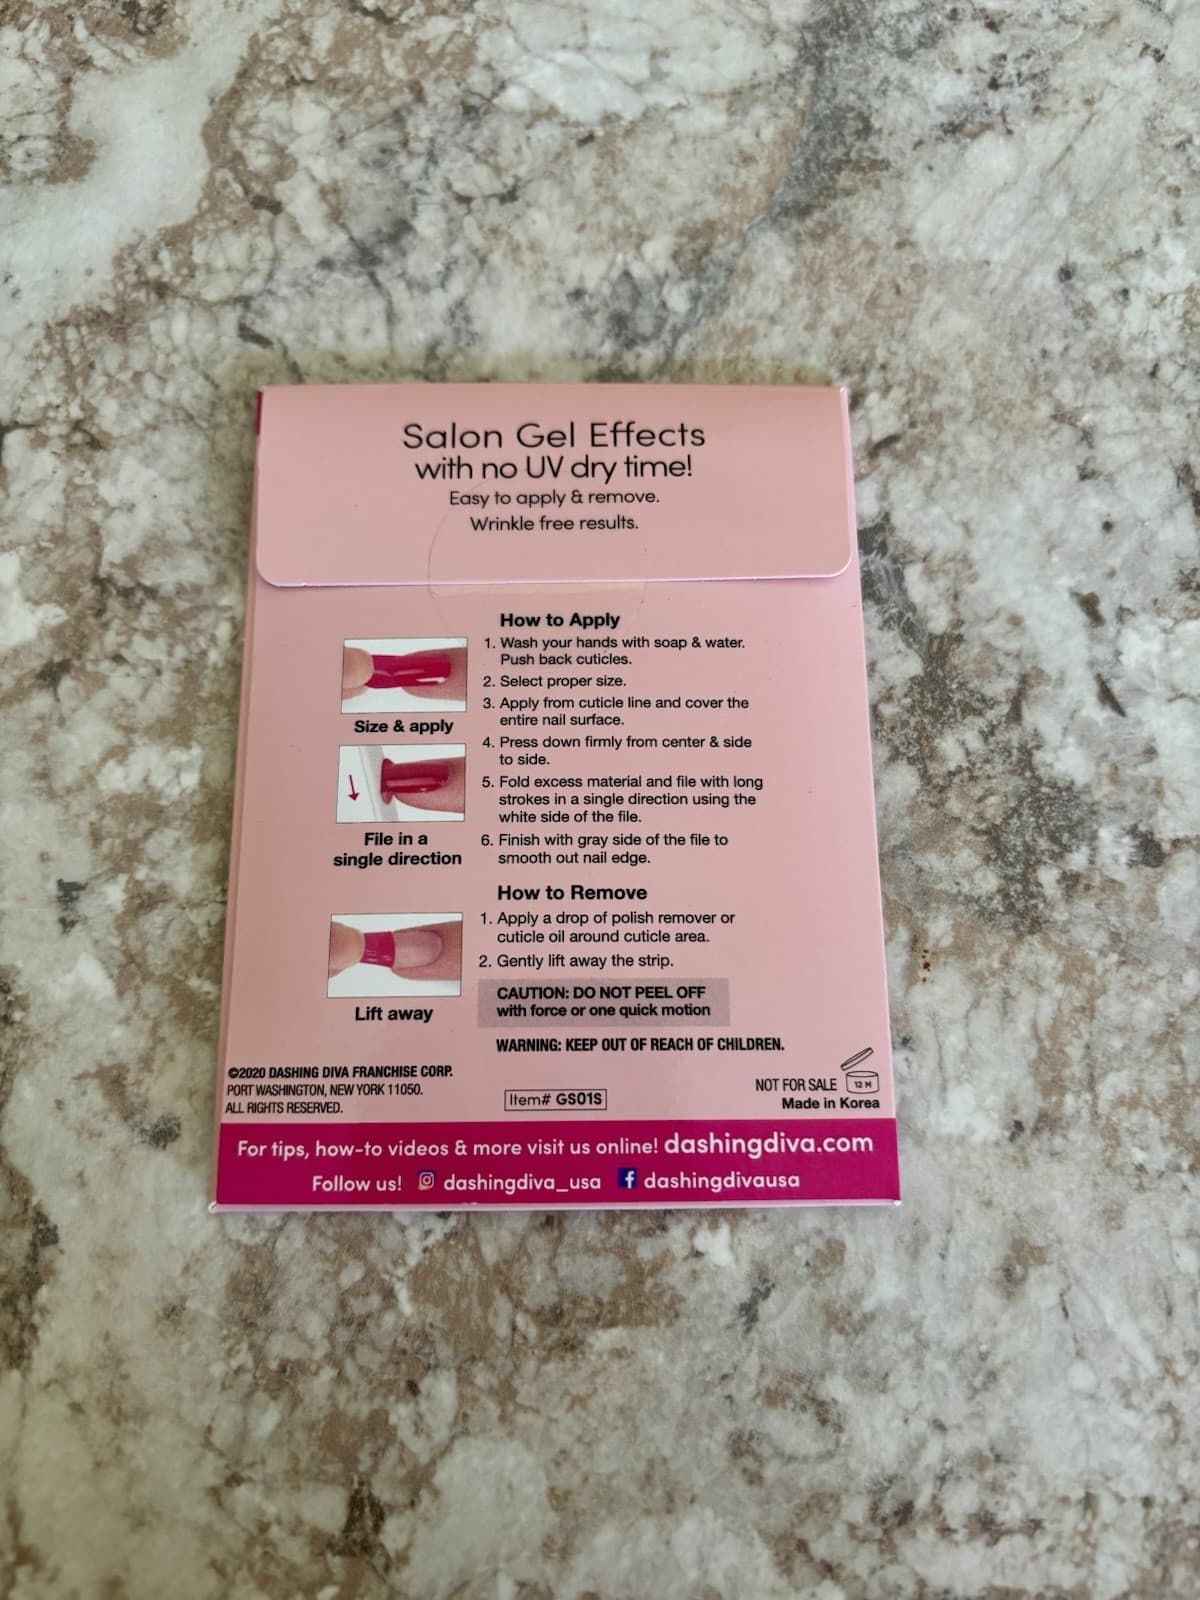 Salon Gel Effects
with no UV dry time!
Easy to apply & remove.
Wrinkle free results.
How to Apply
1. Wash your hands with soap & water.
Push back cuticles.
2. Select proper size.
3. Apply from cuticle line and cover the
entire nail surface.
4. Press down firmly from center & side
to side.
5. Fold excess material and file with long
strokes in a single direction using the
white side of the file.
6. Finish with gray side of the file to
smooth out nail edge.
Size & apply
File in a
single direction
How to Remove
1. Apply a drop of polish remover or
cuticle oil around cuticle area.
2. Gently lift away the strip.
Lift away
CAUTION: DO NOT PEEL OFF
with force or one quick motion
WARNING: KEEP OUT OF REACH OF CHILDREN.
©2020 DASHING DIVA FRANCHISE CORP.
PORT WASHINGTON, NEW YORK 11050.
ALL RIGHTS RESERVED.
Item# GS01S
NOT FOR SALE
12 M
Made in Korea
For tips, how-to videos & more visit us online! dashingdiva.com
Follow us! dashingdiva_usa f dashingdivausa